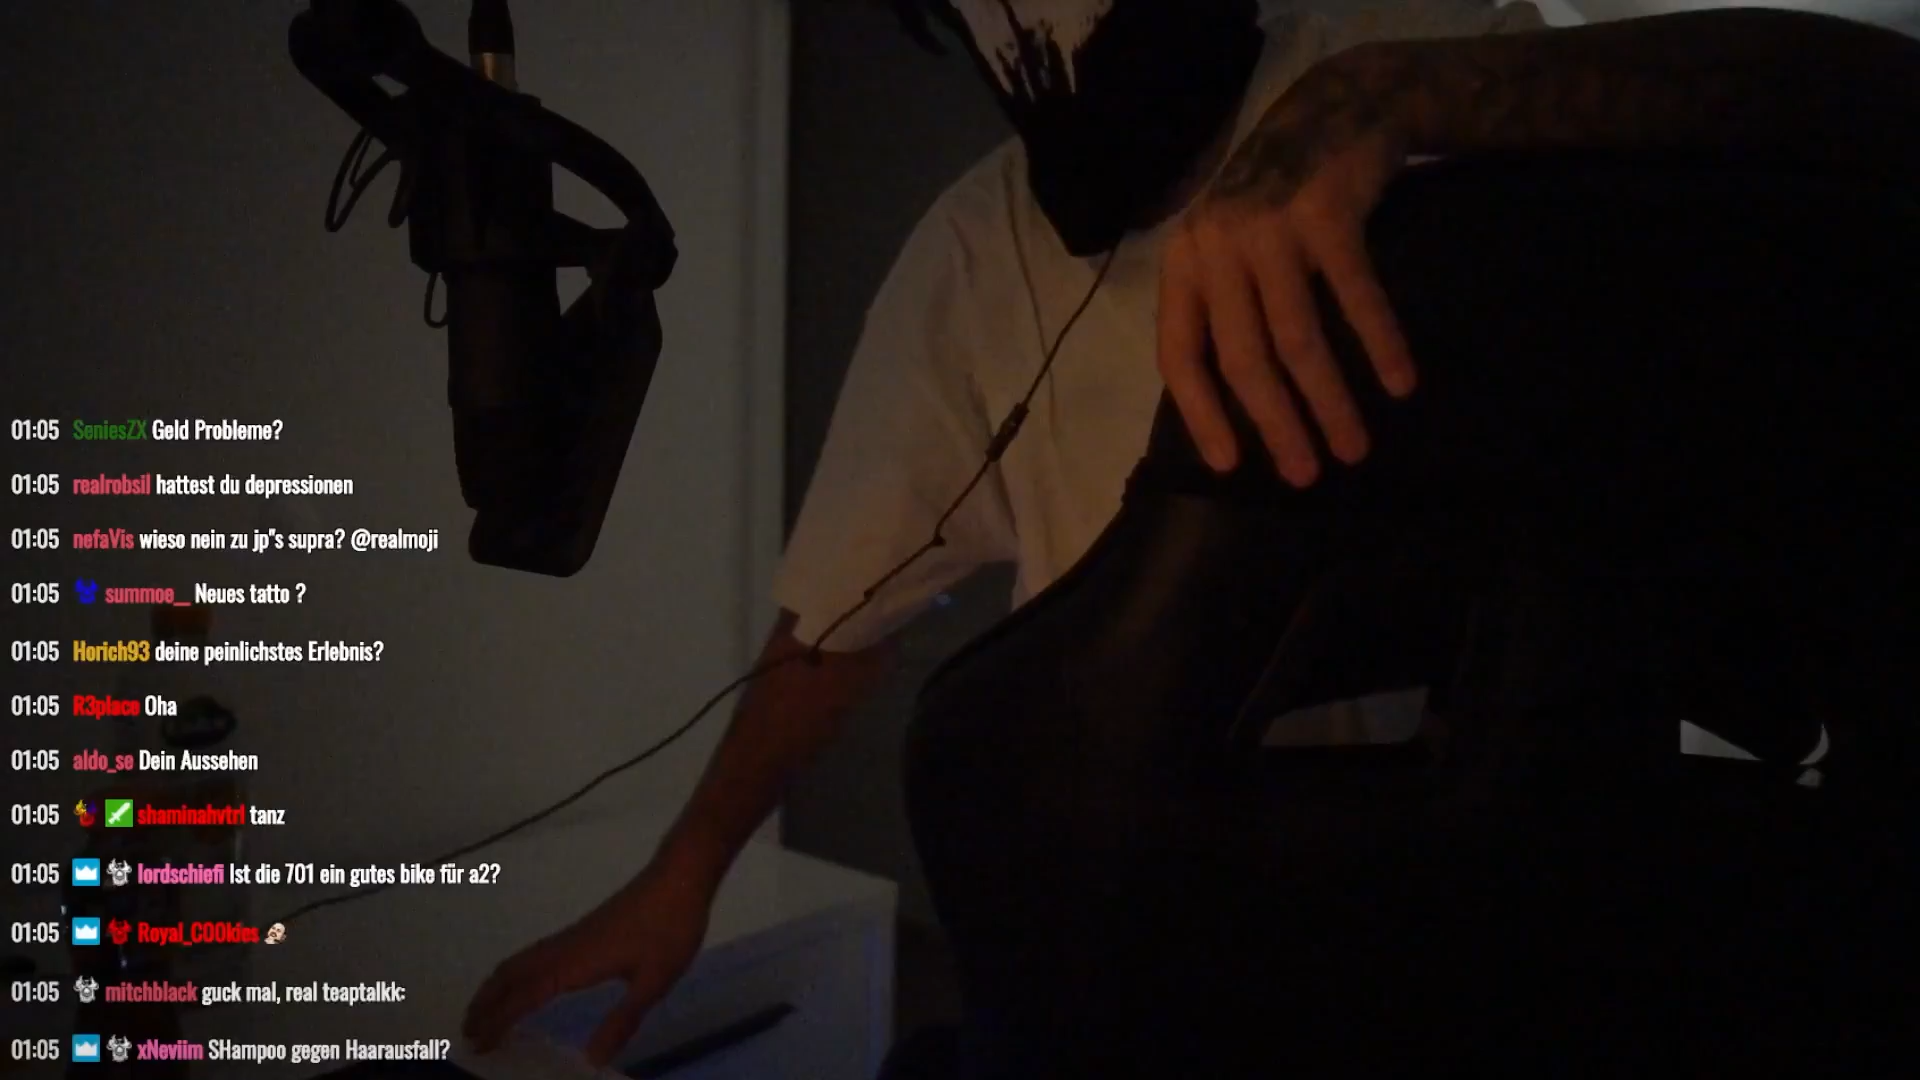 01:05 SeniesZX Geld Probleme?
01:05 realrobsil hattest du depressionen
01:05 nefaVis wieso nein zu jp"s supra? @realmoji
01:05 summoe__ Neues tatto ?
01:05 Horich93 deine peinlichstes Erlebnis?
01:05 R3place Oha
01:05 aldo_se Dein Aussehen
01:05 shaminahvtrl tanz
01:05 lordschiefi Ist die 701 ein gutes bike für a2?
01:05 Royal_C00kies
01:05 mitchblack guck mal, real teaptalkk:
01:05 xNeviim SHampoo gegen Haarausfall?